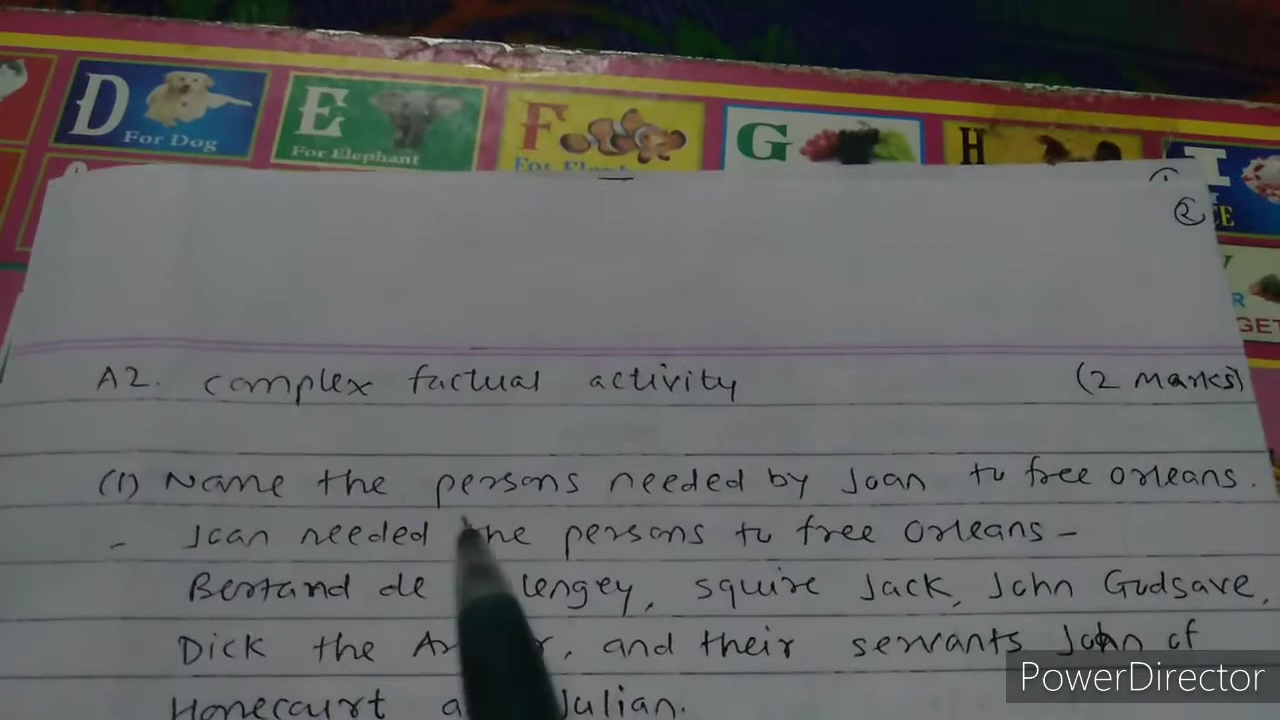 D
For Dog
E
For Elephant
F
G
H
I
②
A2. complex factual activity (2 marks)
(1) Name the persons needed by Joan to free orleans.
- Joan needed the persons to free Orleans -
Bertand de lengey, squire Jack, John Godsave,
Dick the Ar r, and their servants John of
Honecourt a Julian.
GET
PowerDirector